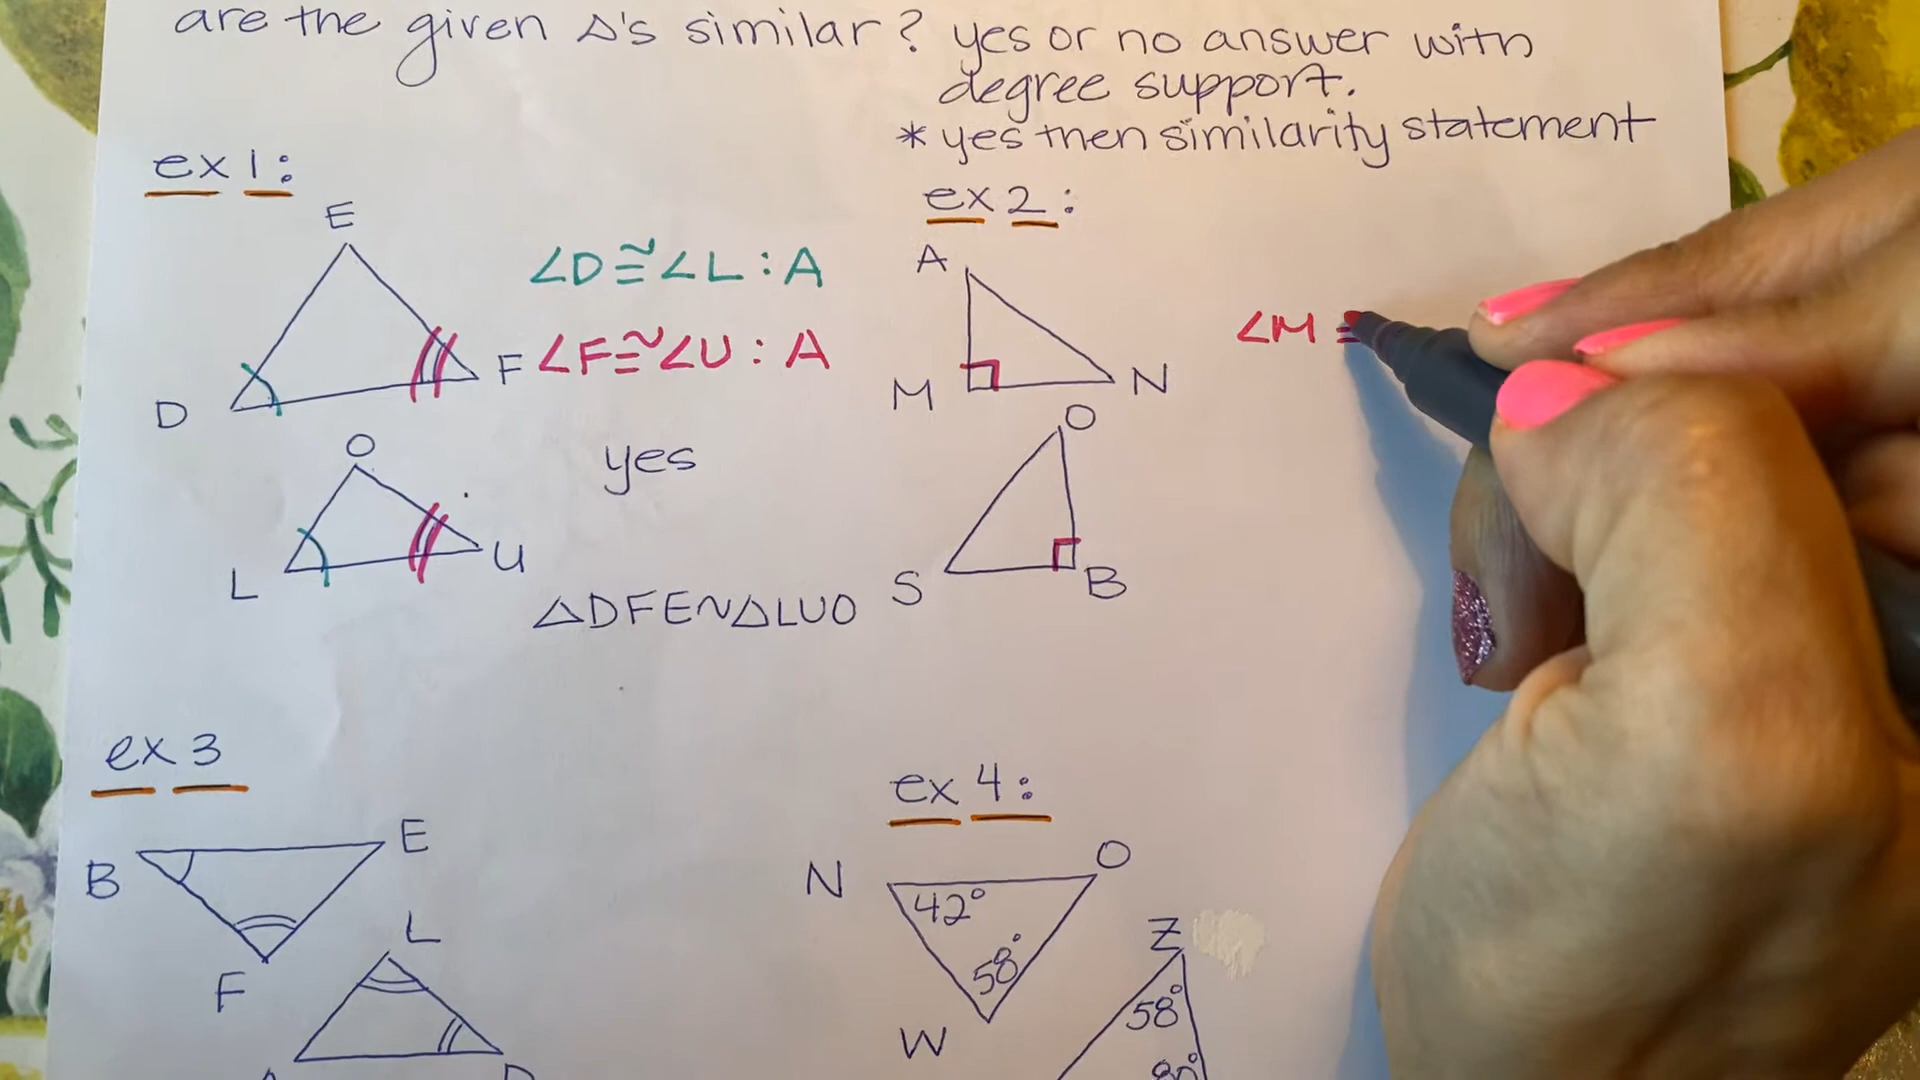 are the given △'s similar? yes or no answer with
degree support.
* yes then similarity statement
ex 1:
E
D
F
∠D≅∠L : A
∠F≅∠U : A
O
L
U
yes
△DFE~△LUO
ex 2:
A
M
N
∠M
O
S
B
ex 3
B
E
F
L
ex 4:
N
O
42°
58°
W
Z
58°
80°